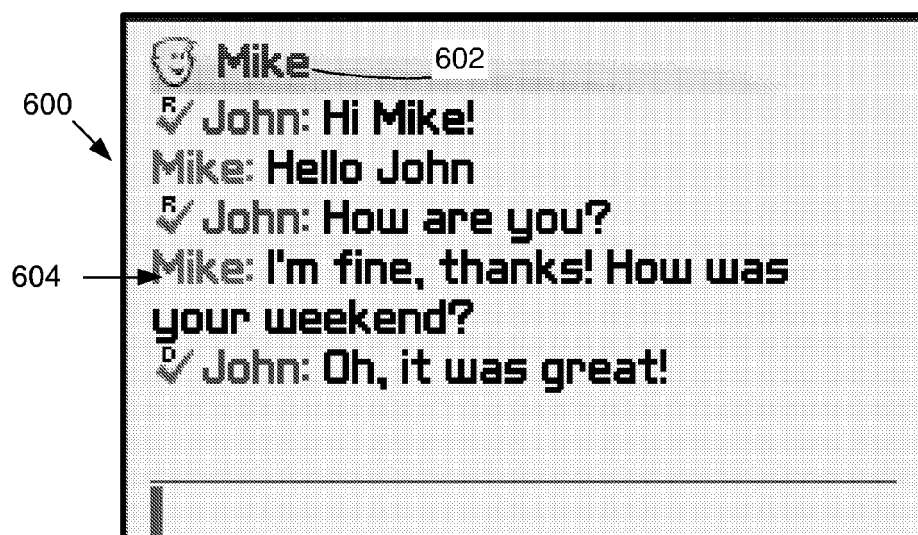 Mike 602
600
R John: Hi Mike!
Mike: Hello John
R John: How are you?
604 Mike: I'm fine, thanks! How was
your weekend?
D John: Oh, it was great!